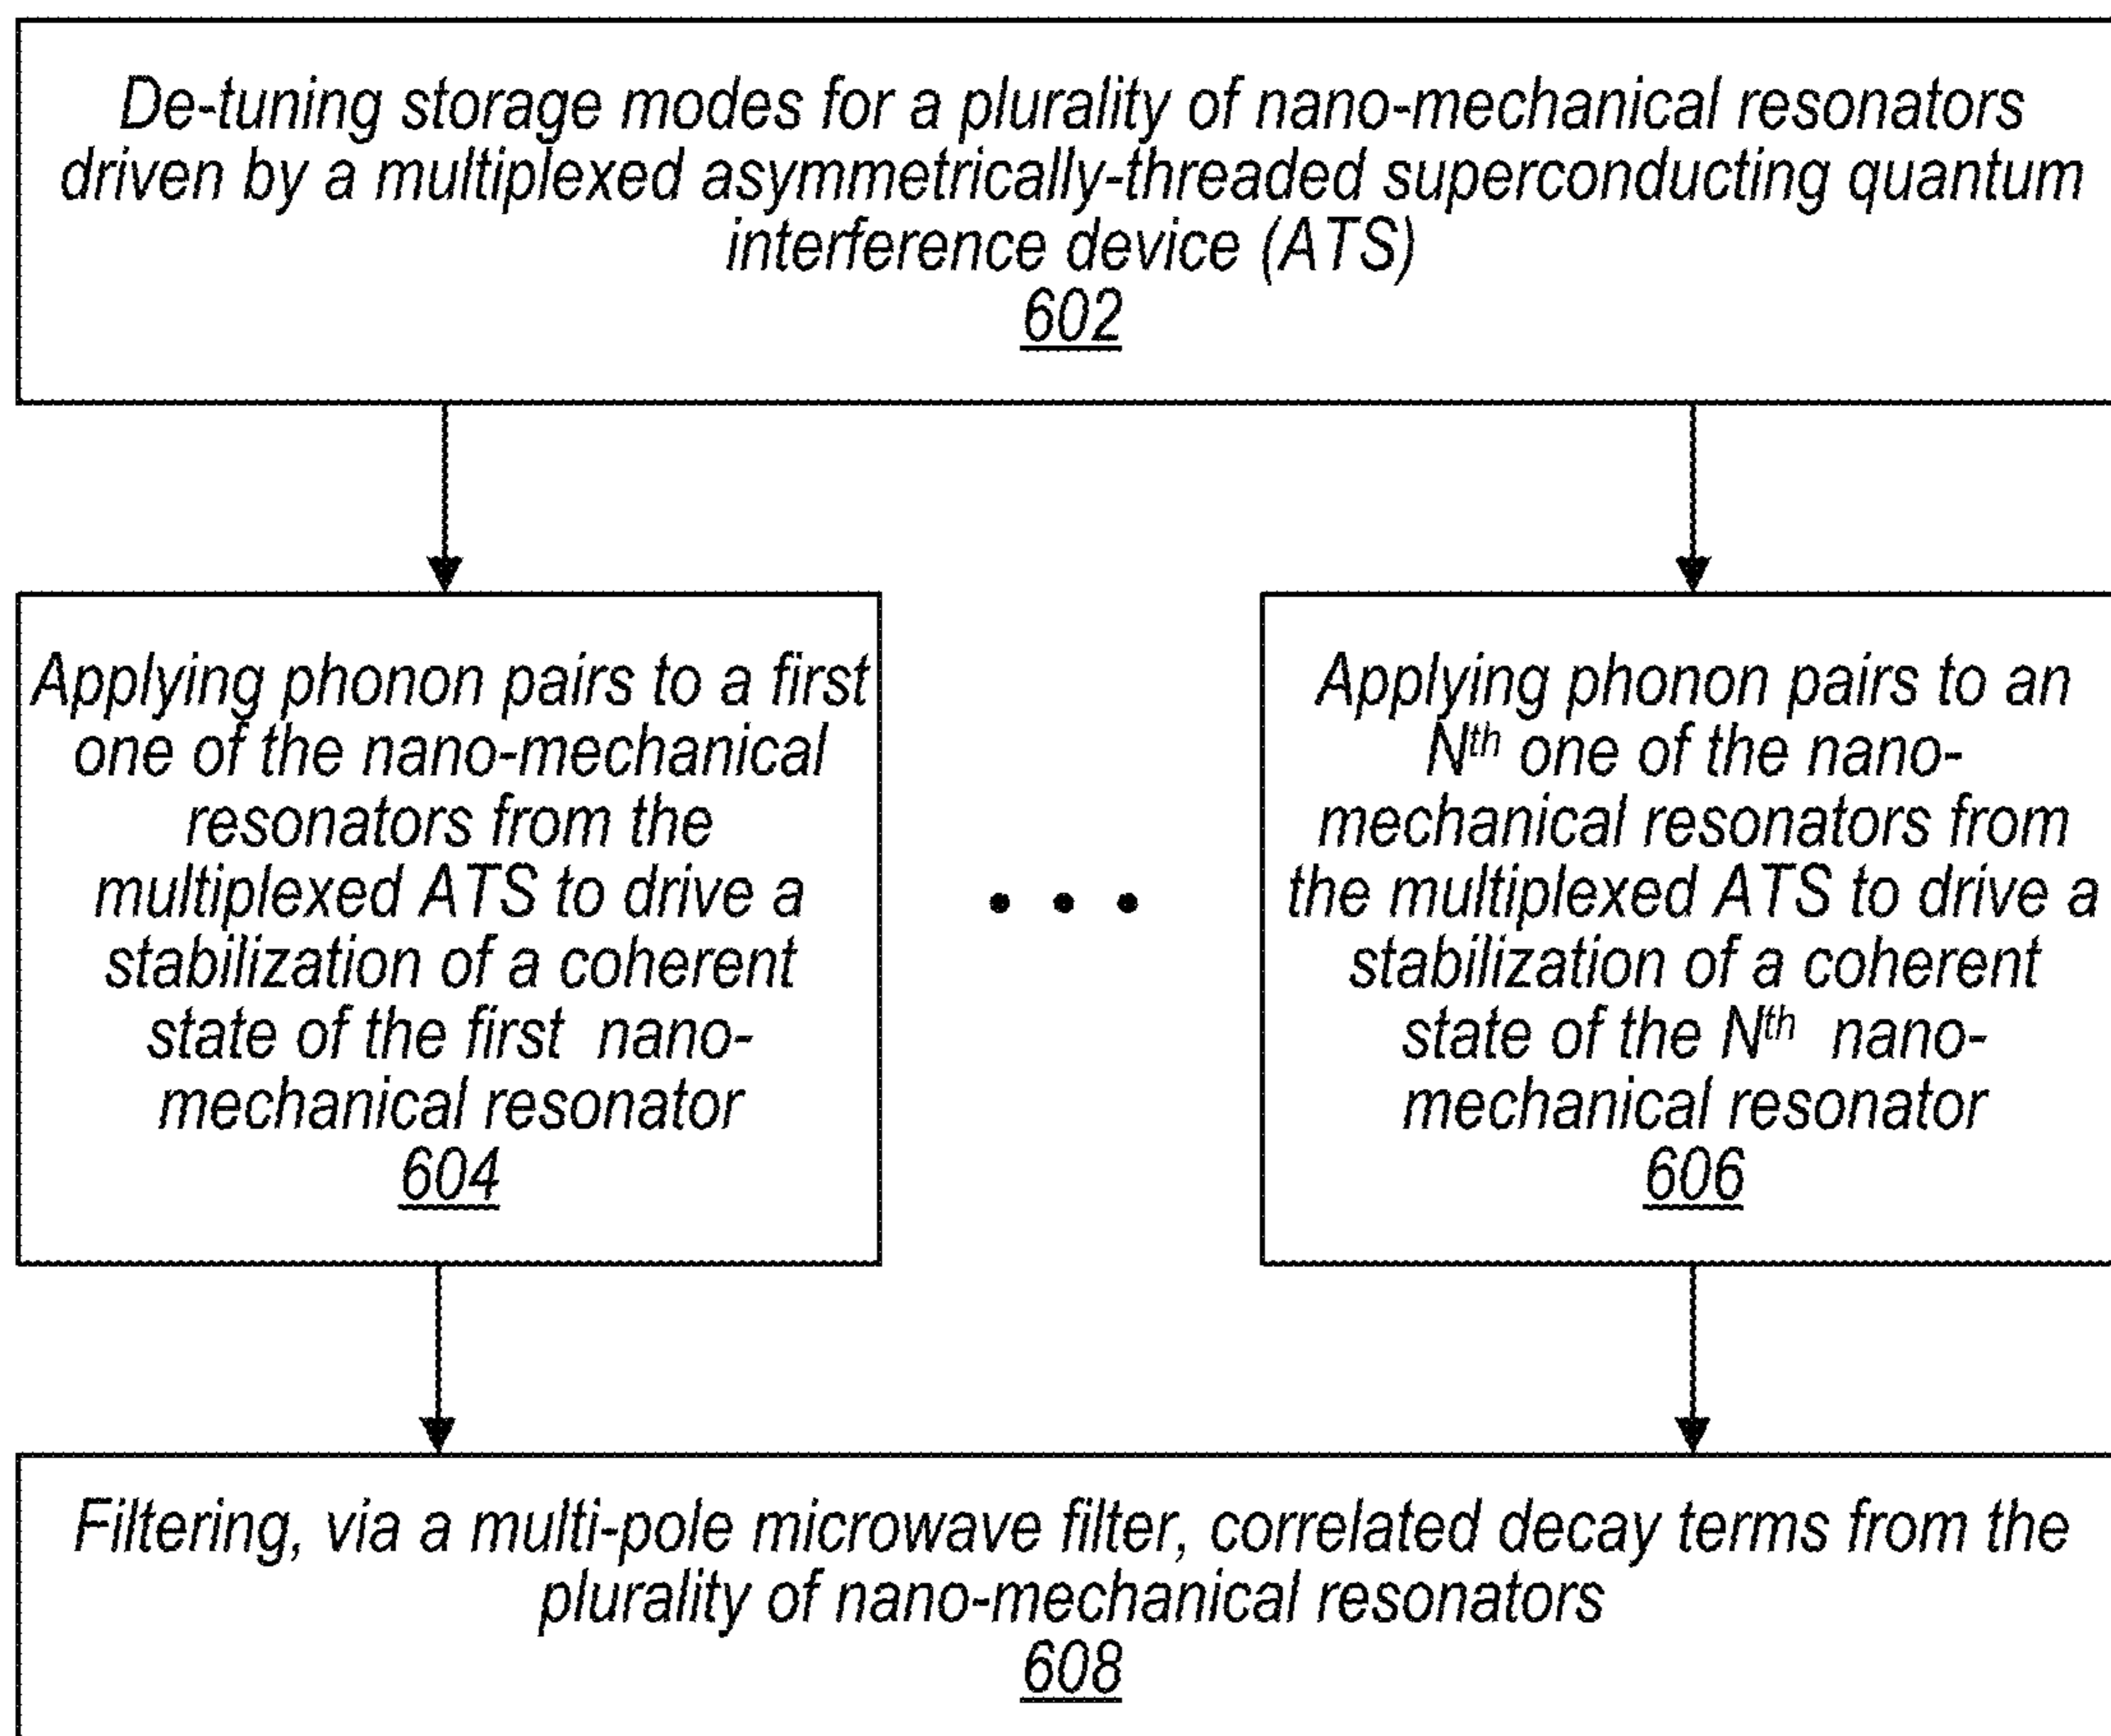 De-tuning storage modes for a plurality of nano-mechanical resonators
driven by a multiplexed asymmetrically-threaded superconducting quantum
interference device (ATS)
602
Applying phonon pairs to a first
one of the nano-mechanical
resonators from the
multiplexed ATS to drive a
stabilization of a coherent
state of the first nano-
mechanical resonator
604
• • •
Applying phonon pairs to an
Nth one of the nano-
mechanical resonators from
the multiplexed ATS to drive a
stabilization of a coherent
state of the Nth nano-
mechanical resonator
606
Filtering, via a multi-pole microwave filter, correlated decay terms from the
plurality of nano-mechanical resonators
608